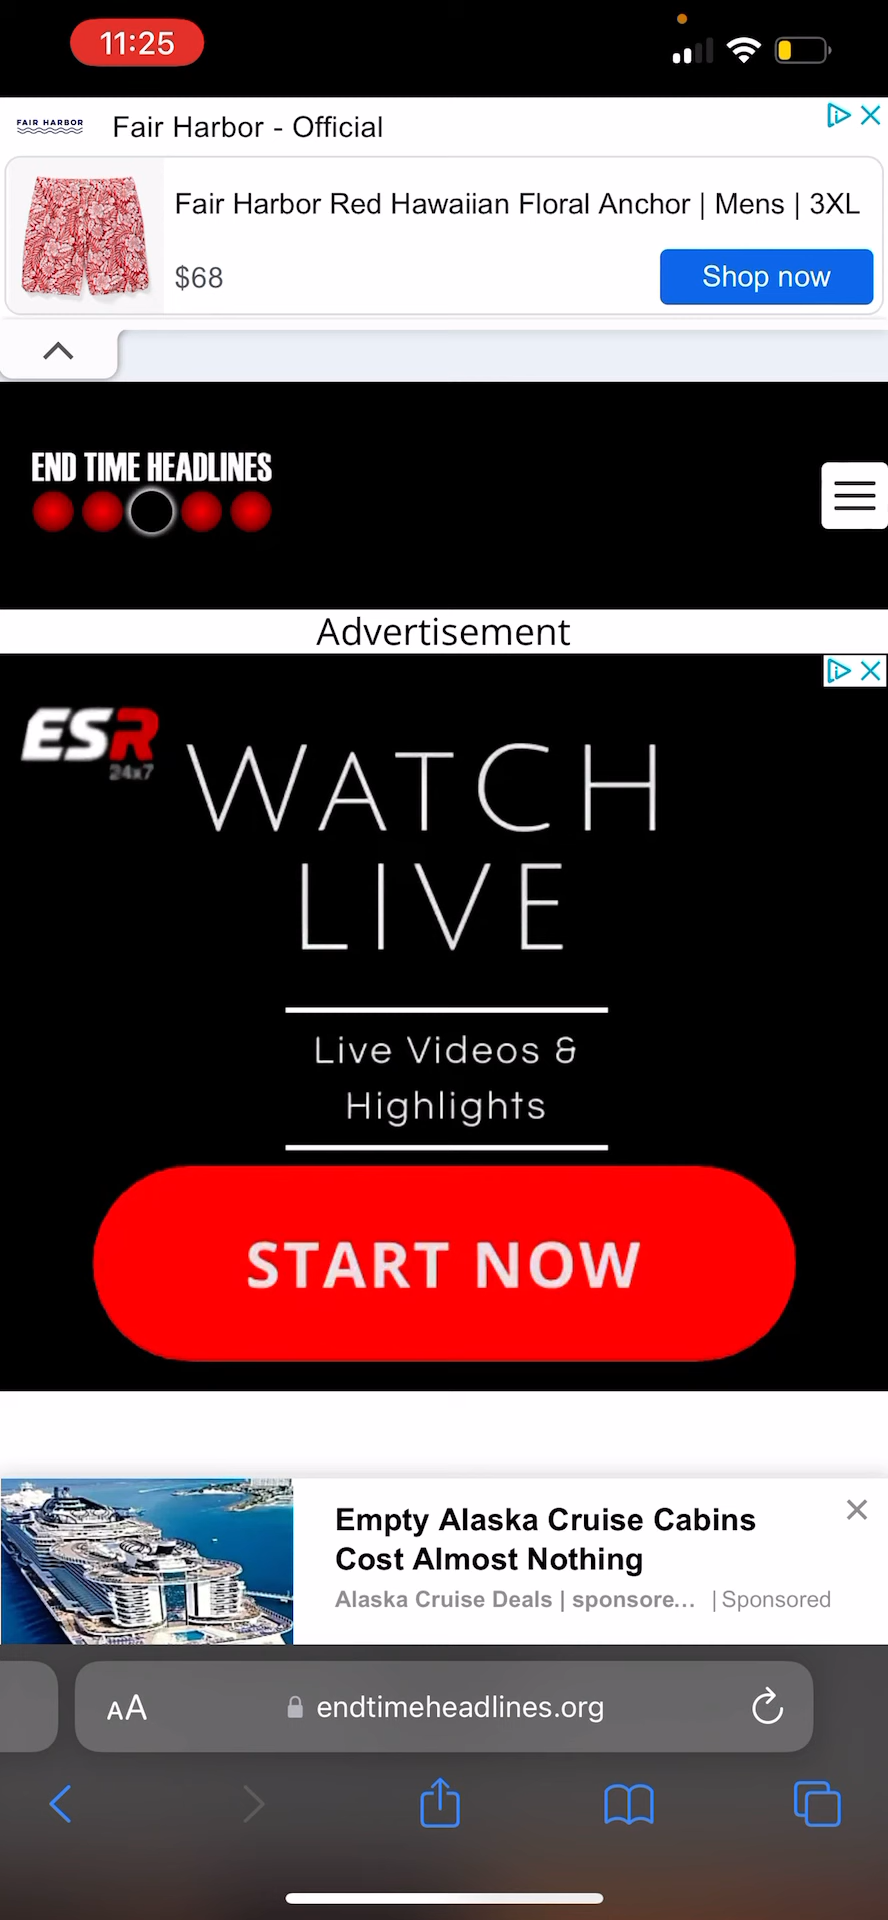 11:25
FAIR HARBOR
Fair Harbor - Official
Fair Harbor Red Hawaiian Floral Anchor | Mens | 3XL
$68
Shop now
END TIME HEADLINES
Advertisement
ESR
24x7
WATCH
LIVE
Live Videos &
Highlights
START NOW
Empty Alaska Cruise Cabins
Cost Almost Nothing
Alaska Cruise Deals | sponsore... | Sponsored
AA
endtimeheadlines.org